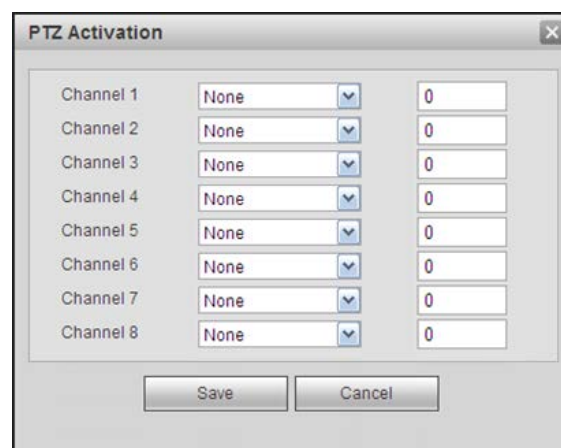 PTZ Activation
Channel 1 None 0
Channel 2 None 0
Channel 3 None 0
Channel 4 None 0
Channel 5 None 0
Channel 6 None 0
Channel 7 None 0
Channel 8 None 0
Save Cancel